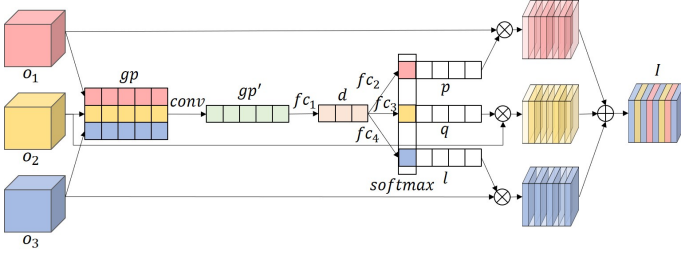 o₁
o₂
o₃
gp
conv
gp′
fc₁
d
fc₂
fc₃
fc₄
p
q
l
softmax
I